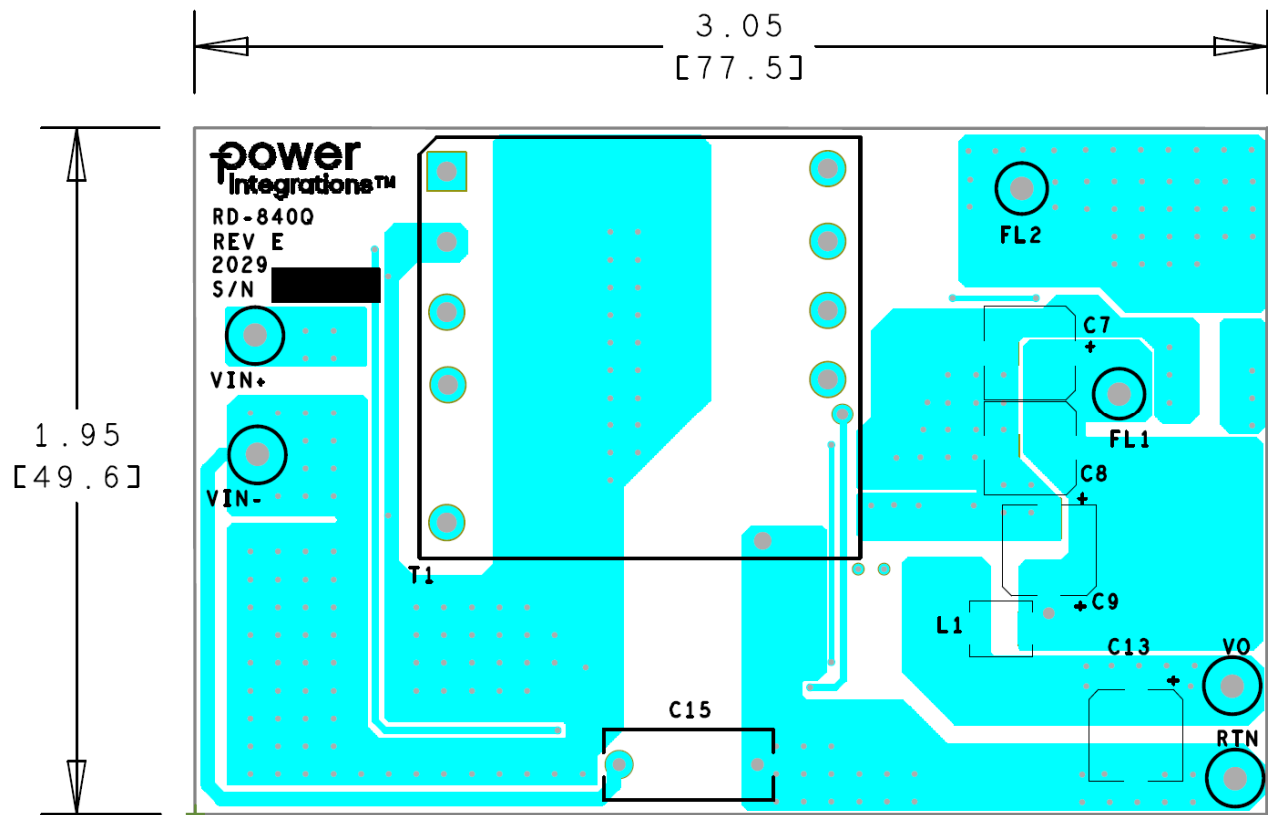 3.05
[77.5]
power
integrations™
RD-840Q
REV E
2029
S/N
FL2
C7
+
VIN+
1.95
[49.6]
FL1
C8
+
VIN-
T1
C9
+
L1
C13
+
VO
C15
RTN